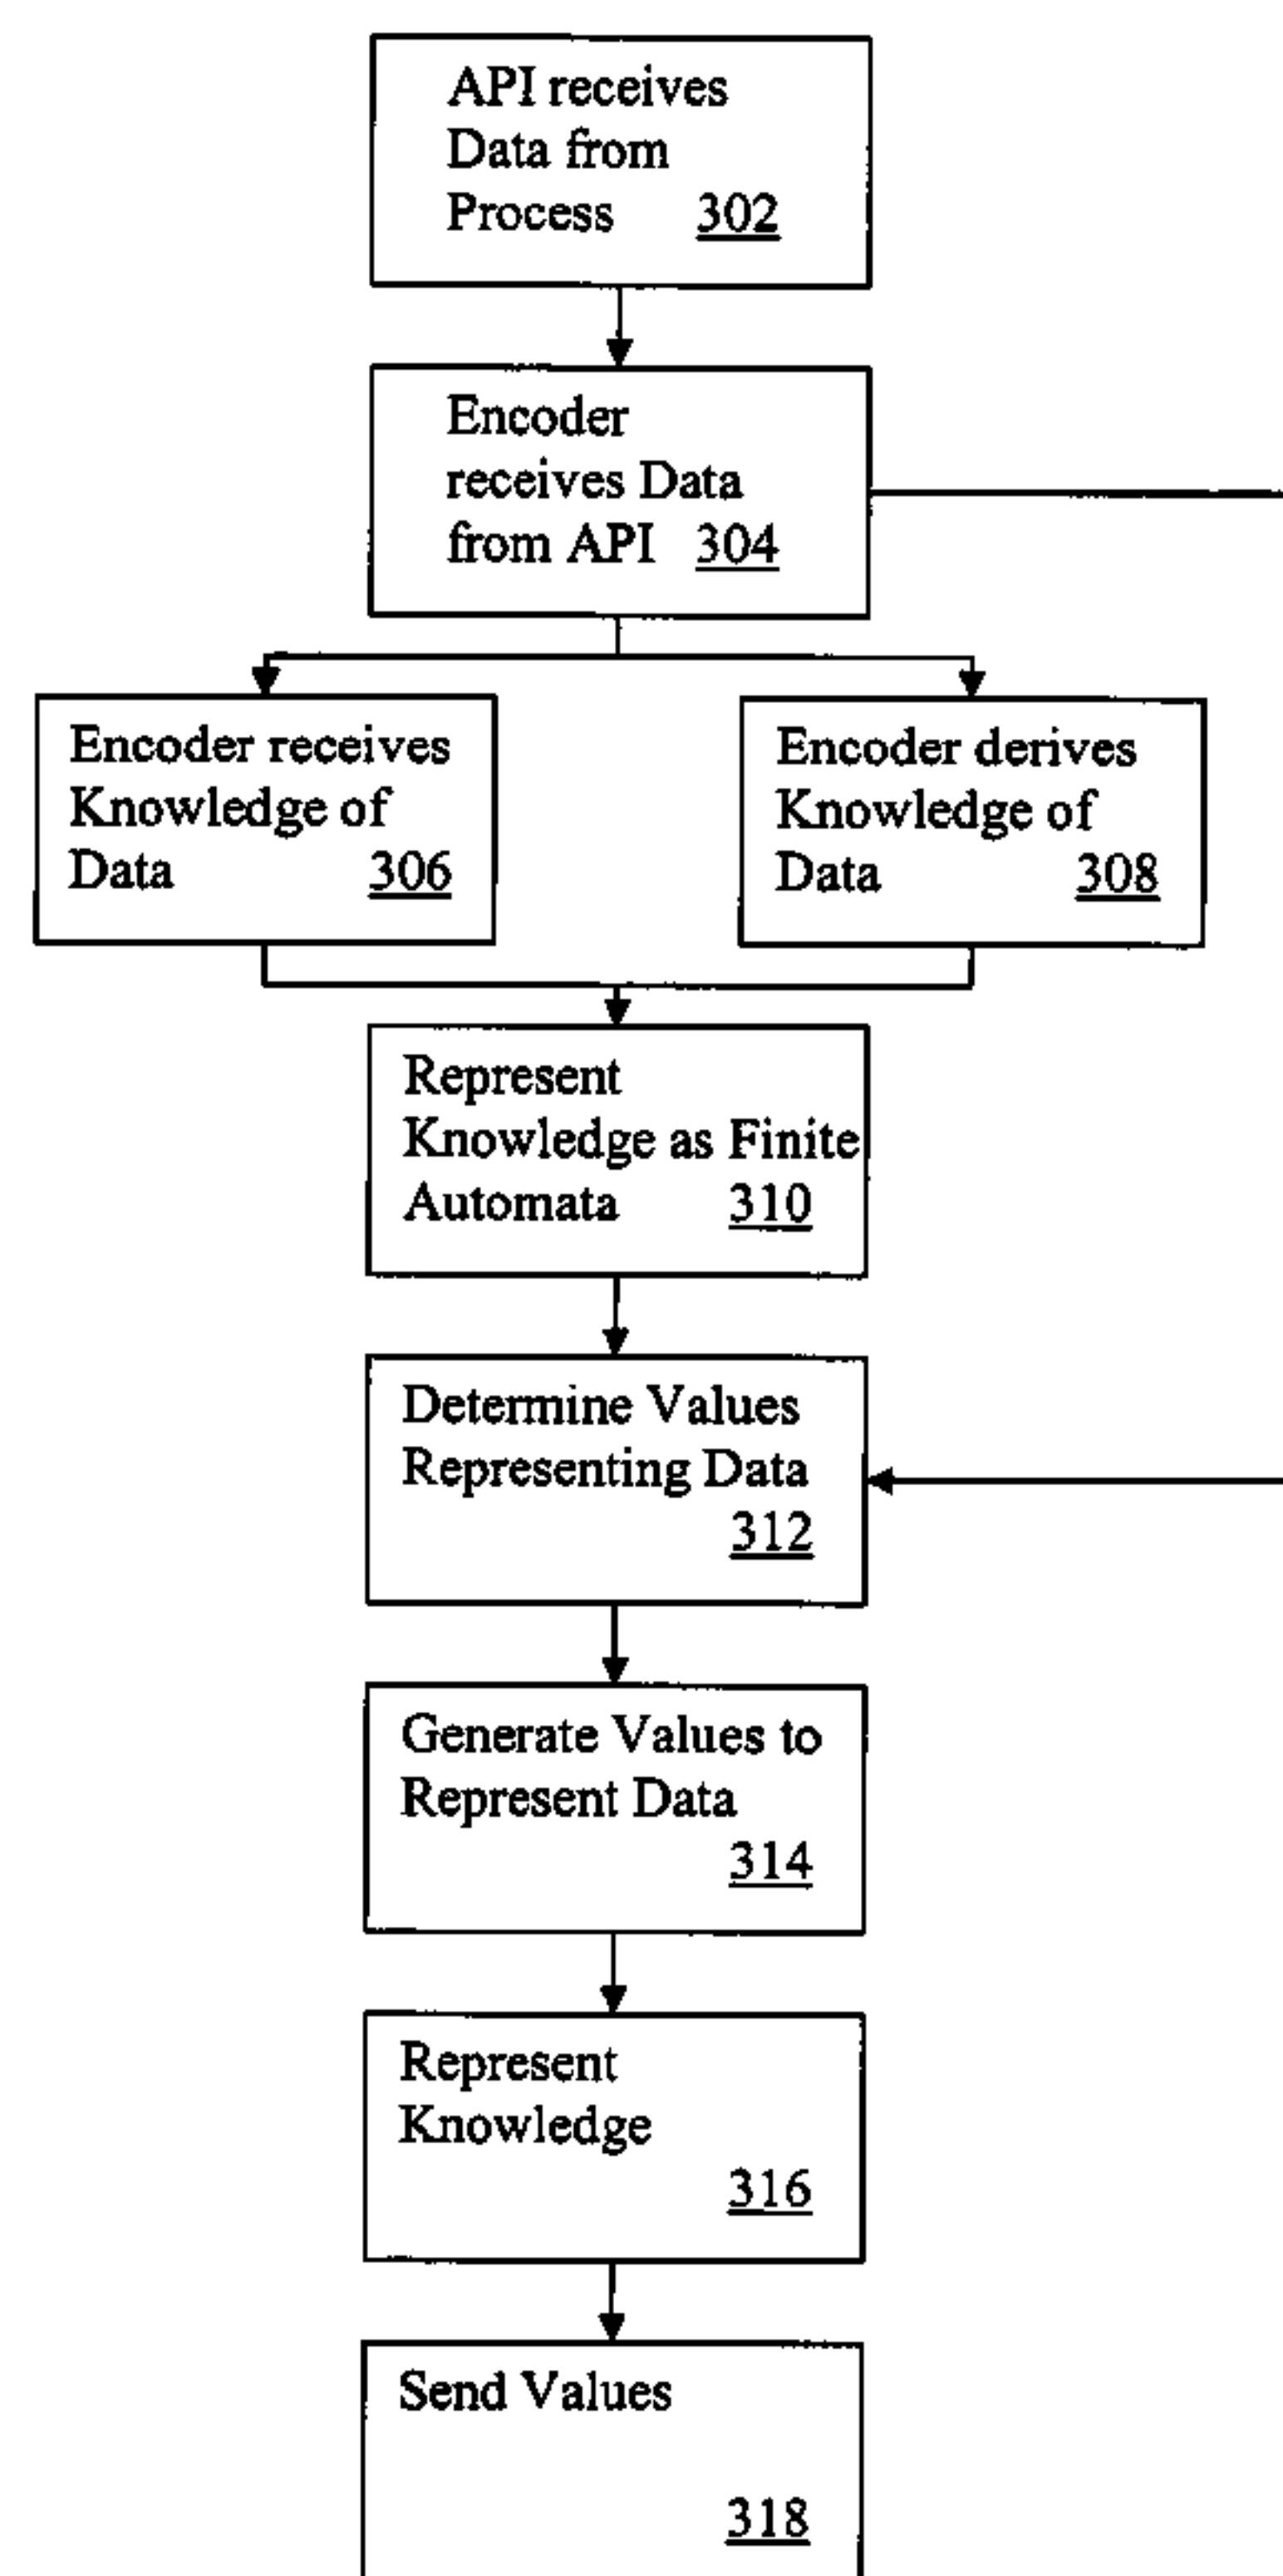 API receives
Data from
Process 302
Encoder
receives Data
from API 304
Encoder receives
Knowledge of
Data 306
Encoder derives
Knowledge of
Data 308
Represent
Knowledge as Finite
Automata 310
Determine Values
Representing Data
312
Generate Values to
Represent Data
314
Represent
Knowledge
316
Send Values
318